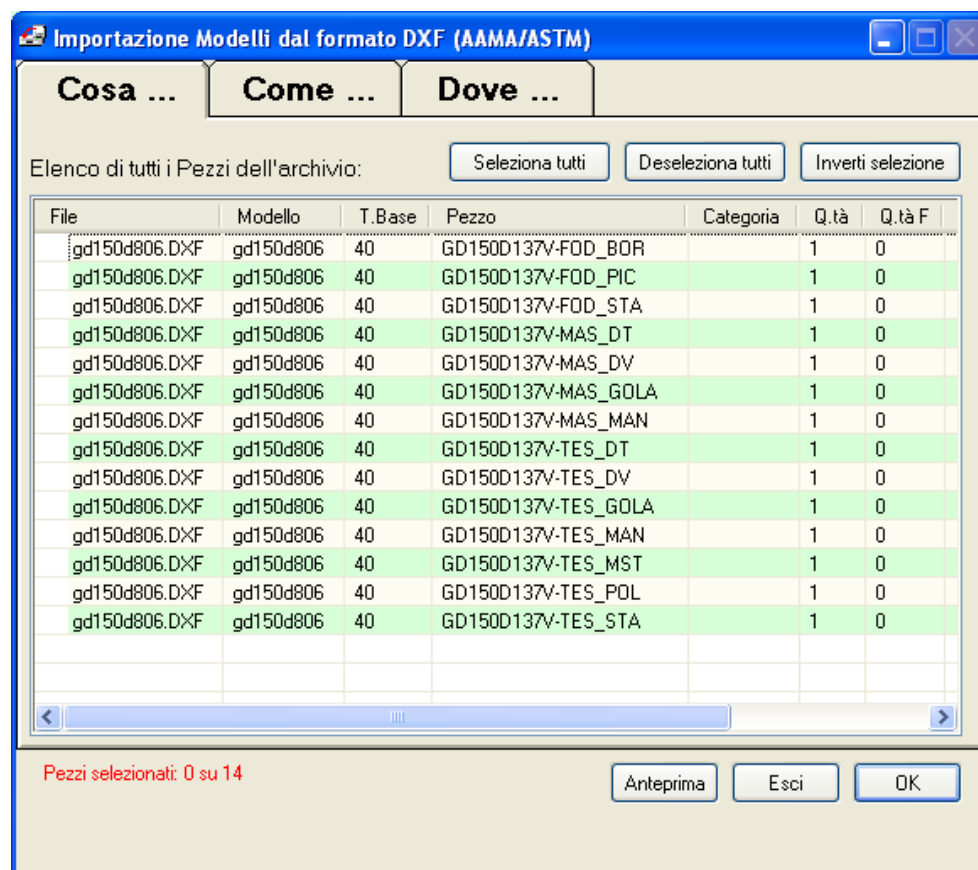 Importazione Modelli dal formato DXF (AAMA/ASTM)
Cosa ... Come ... Dove ...
Elenco di tutti i Pezzi dell'archivio: Seleziona tutti Deseleziona tutti Inverti selezione
File Modello T.Base Pezzo Categoria Q.tà Q.tà F
gd150d806.DXF gd150d806 40 GD150D137V-FOD_BOR 1 0
gd150d806.DXF gd150d806 40 GD150D137V-FOD_PIC 1 0
gd150d806.DXF gd150d806 40 GD150D137V-FOD_STA 1 0
gd150d806.DXF gd150d806 40 GD150D137V-MAS_DT 1 0
gd150d806.DXF gd150d806 40 GD150D137V-MAS_DV 1 0
gd150d806.DXF gd150d806 40 GD150D137V-MAS_GOLA 1 0
gd150d806.DXF gd150d806 40 GD150D137V-MAS_MAN 1 0
gd150d806.DXF gd150d806 40 GD150D137V-TES_DT 1 0
gd150d806.DXF gd150d806 40 GD150D137V-TES_DV 1 0
gd150d806.DXF gd150d806 40 GD150D137V-TES_GOLA 1 0
gd150d806.DXF gd150d806 40 GD150D137V-TES_MAN 1 0
gd150d806.DXF gd150d806 40 GD150D137V-TES_MST 1 0
gd150d806.DXF gd150d806 40 GD150D137V-TES_POL 1 0
gd150d806.DXF gd150d806 40 GD150D137V-TES_STA 1 0
Pezzi selezionati: 0 su 14 Anteprima Esci OK